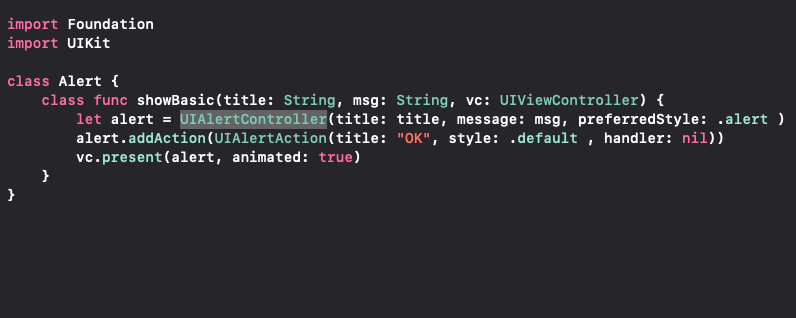 import Foundation
import UIKit
class Alert {
    class func showBasic(title: String, msg: String, vc: UIViewController) {
        let alert = UIAlertController(title: title, message: msg, preferredStyle: .alert )
        alert.addAction(UIAlertAction(title: "OK", style: .default , handler: nil))
        vc.present(alert, animated: true)
    }
}